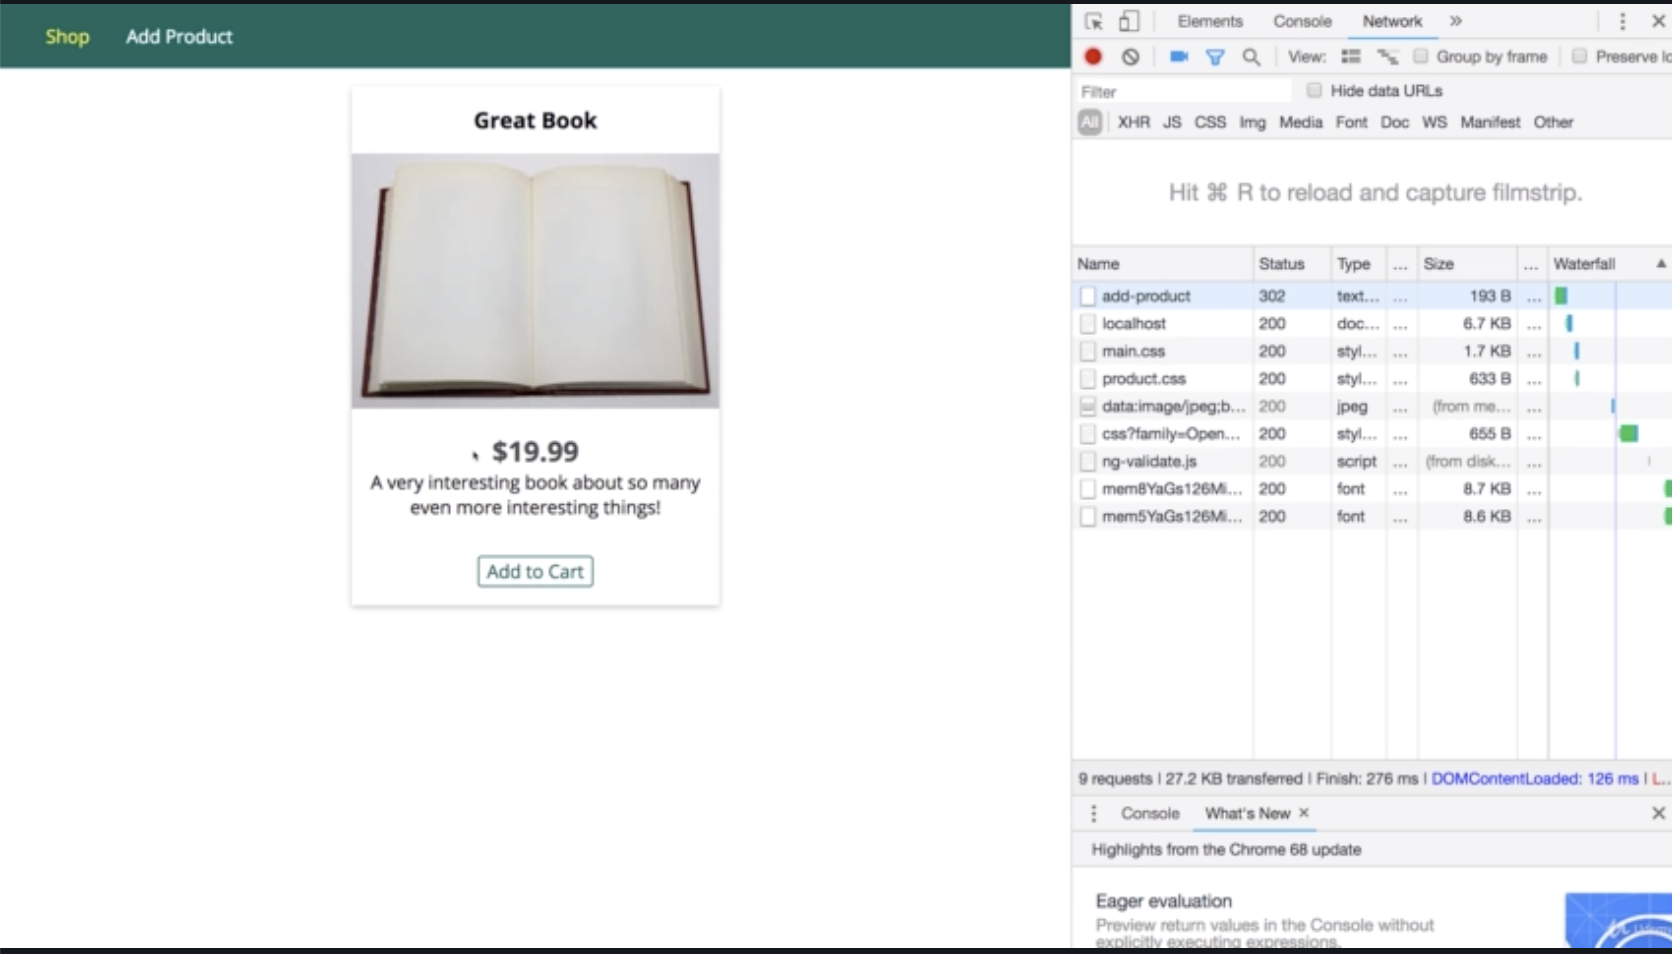 Shop Add Product
Great Book
$19.99
A very interesting book about so many
even more interesting things!
Add to Cart
Elements Console Network »
View: Group by frame Preserve lo
Filter Hide data URLs
All XHR JS CSS Img Media Font Doc WS Manifest Other
Hit ⌘ R to reload and capture filmstrip.
Name Status Type ... Size ... Waterfall ▲
add-product 302 text... ... 193 B ...
localhost 200 doc... ... 6.7 KB ...
main.css 200 styl... ... 1.7 KB ...
product.css 200 styl... ... 633 B ...
data:image/jpeg;b... 200 jpeg ... (from me... ...
css?family=Open... 200 styl... ... 655 B ...
ng-validate.js 200 script ... (from disk... ...
mem8YaGs126Mi... 200 font ... 8.7 KB ...
mem5YaGs126Mi... 200 font ... 8.6 KB ...
9 requests | 27.2 KB transferred | Finish: 276 ms | DOMContentLoaded: 126 ms | L...
Console What's New ×
Highlights from the Chrome 68 update
Eager evaluation
Preview return values in the Console without
explicitly executing expressions.